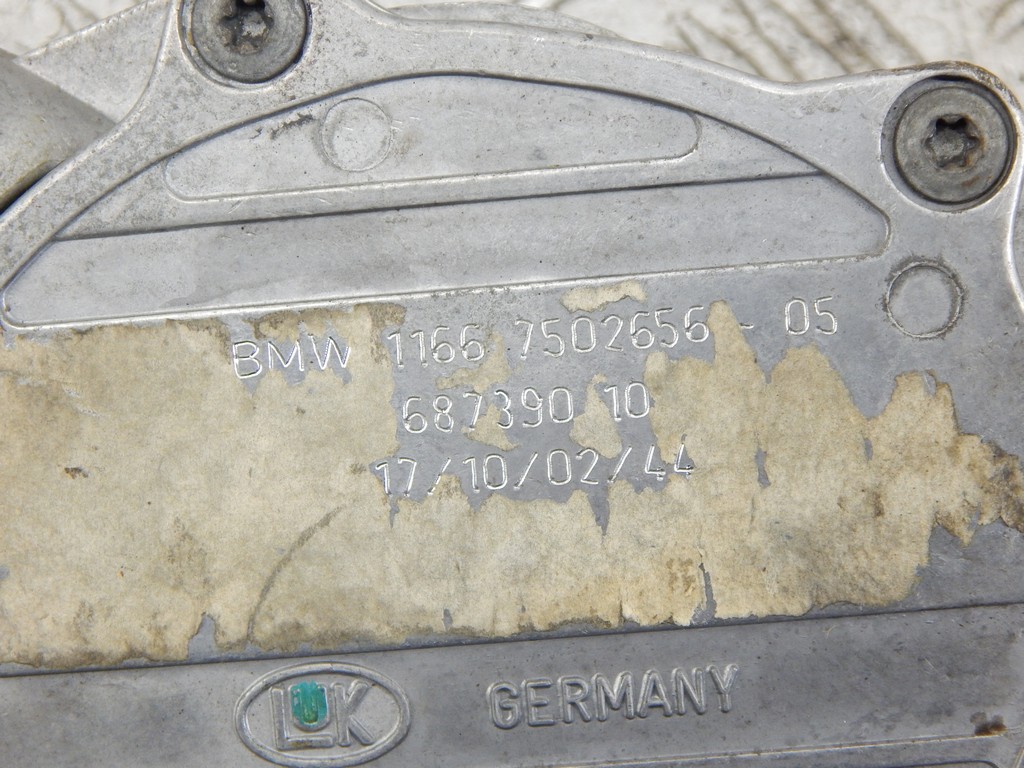 BMW 1166 7502656 - 05
687390 10
17/10/02/44
LUK GERMANY